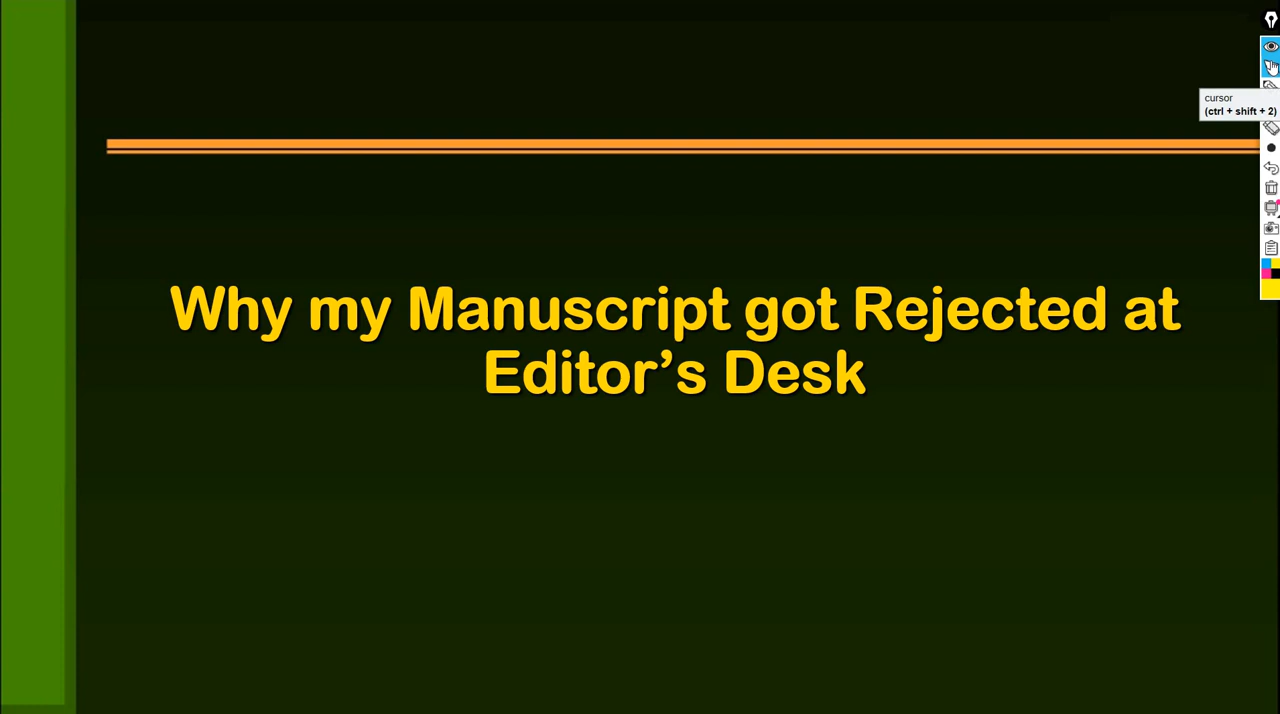 cursor
(ctrl + shift + 2)
Why my Manuscript got Rejected at
Editor’s Desk